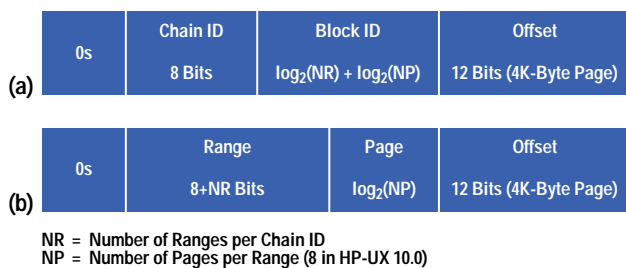 0s
Chain ID
8 Bits
Block ID
log₂(NR) + log₂(NP)
Offset
12 Bits (4K-Byte Page)
(a)
0s
Range
8+NR Bits
Page
log₂(NP)
Offset
12 Bits (4K-Byte Page)
(b)
NR = Number of Ranges per Chain ID
NP = Number of Pages per Range (8 in HP-UX 10.0)